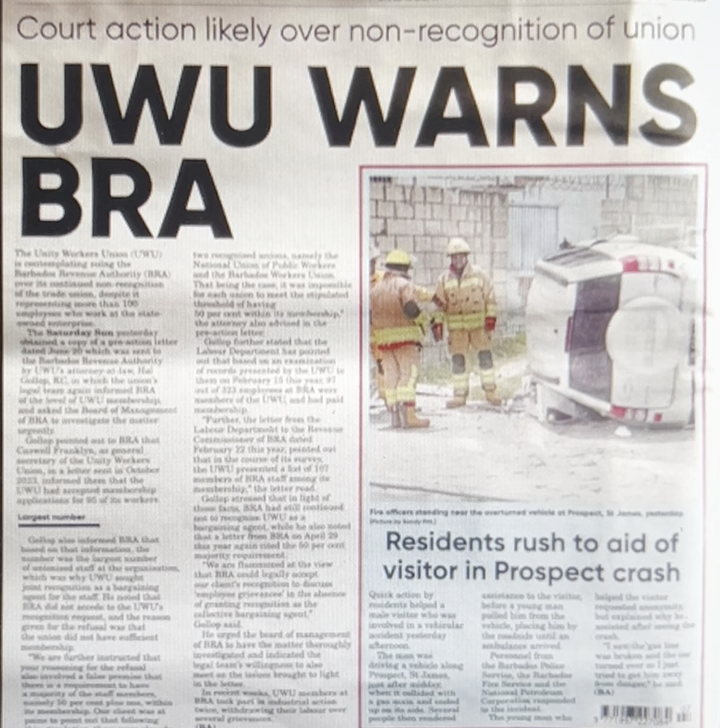 Court action likely over non-recognition of union
UWU WARNS
BRA
The Unity Workers Union (UWU)
is contemplating suing the
Barbados Revenue Authority (BRA)
over its continued non-recognition
of the trade union, despite it
representing more than 100
employees who work at the state-
owned enterprise.
The Saturday Sun yesterday
obtained a copy of a pre-action letter
dated June 20 which was sent to
the Barbados Revenue Authority
by UWU's attorney-at-law, Hal
Gollop, KC, in which the union's
legal team again informed BRA
of the level of UWU membership,
and asked the Board of Management
of BRA to investigate the matter
urgently.
Gollop pointed out to BRA that
Caswell Franklyn, as general
secretary of the Unity Workers
Union, in a letter sent in October
2023, informed them that the
UWU had accepted membership
applications for 95 of its workers.
Largest number
Gollop also informed BRA that
based on that information, the
number was the largest number
of unionised staff at the organisation,
which was why UWU sought
joint recognition as a bargaining
agent for the staff. He noted that
BRA did not accede to the UWU's
recognition request, and the reason
given for the refusal was that
the union did not have sufficient
membership.
"We are further instructed that
your reasoning for the refusal
also involved a false premise that
there is a requirement to have
a majority of the staff members,
namely 50 per cent plus one, within
its membership. Our client was at
pains to point out that following
two recognised unions, namely the
National Union of Public Workers
and the Barbados Workers Union.
That being the case, it was impossible
for each union to meet the stipulated
threshold of having
50 per cent within its membership,"
the attorney also advised in the
pre-action letter.
Gollop further stated that the
Labour Department has pointed
out that based on an examination
of records presented by the UWU to
them on February 15 this year, 97
out of 223 employees at BRA were
members of the UWU, and had paid
membership.
"Further, the letter from the
Labour Department to the Revenue
Commissioner of BRA dated
February 22 this year, pointed out
that in the course of its survey,
the UWU presented a list of 107
members of BRA staff among its
membership," the letter read.
Gollop stressed that in light of
those facts, BRA had still continued
not to recognise UWU as a
bargaining agent, while he also noted
that a letter from BRA on April 29
this year again cited the 50 per cent
majority requirement.
"We are flummoxed at the view
that BRA could legally accept
our client's recognition to discuss
'employee grievances' in the absence
of granting recognition as the
collective bargaining agent,"
Gollop said.
He urged the board of management
of BRA to have the matter thoroughly
investigated and indicated the
legal team's willingness to also
meet on the issues brought to light
in the letter.
In recent weeks, UWU members at
BRA took part in industrial action
twice, withdrawing their labour over
several grievances.
Fire officers standing near the overturned vehicle at Prospect, St James, yesterday.
Residents rush to aid of
visitor in Prospect crash
Quick action by
residents helped a
male visitor who was
involved in a vehicular
accident yesterday
afternoon.
The man was
driving a vehicle along
Prospect, St James,
just after midday,
when it collided with
a gas main and ended
up on its side. Several
people then rendered
assistance to the visitor,
before a young man
pulled him from the
vehicle, placing him by
the roadside until an
ambulance arrived.
Personnel from
the Barbados Police
Service, the Barbados
Fire Service and the
National Petroleum
Corporation responded
to the incident.
The young man who
helped the visitor
requested anonymity,
but explained why he
assisted after seeing the
crash.
"I saw the gas line
was broken and the car
turned over so I just
tried to get him away
from danger," he said.
(BA)